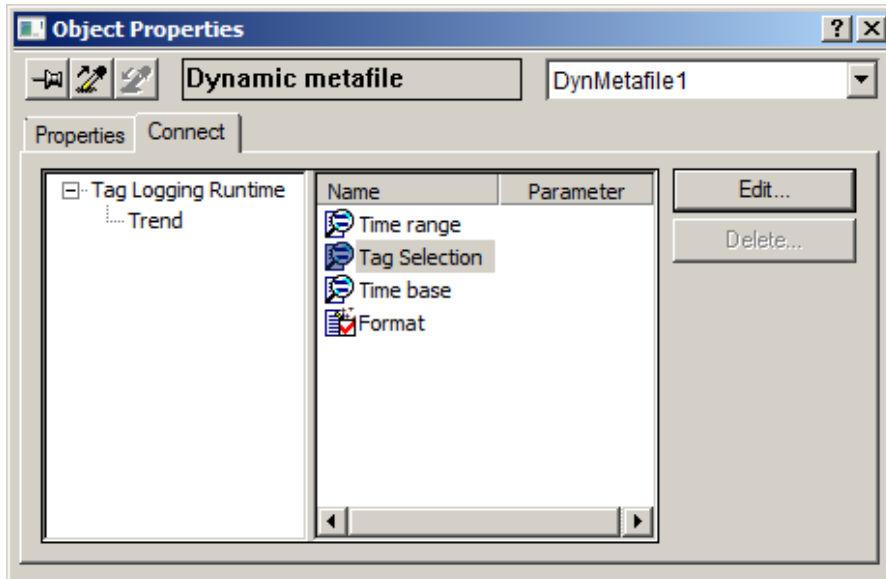 Object Properties
Dynamic metafile
DynMetafile1
Properties Connect
Tag Logging Runtime
Trend
Name Parameter
Time range
Tag Selection
Time base
Format
Edit...
Delete...